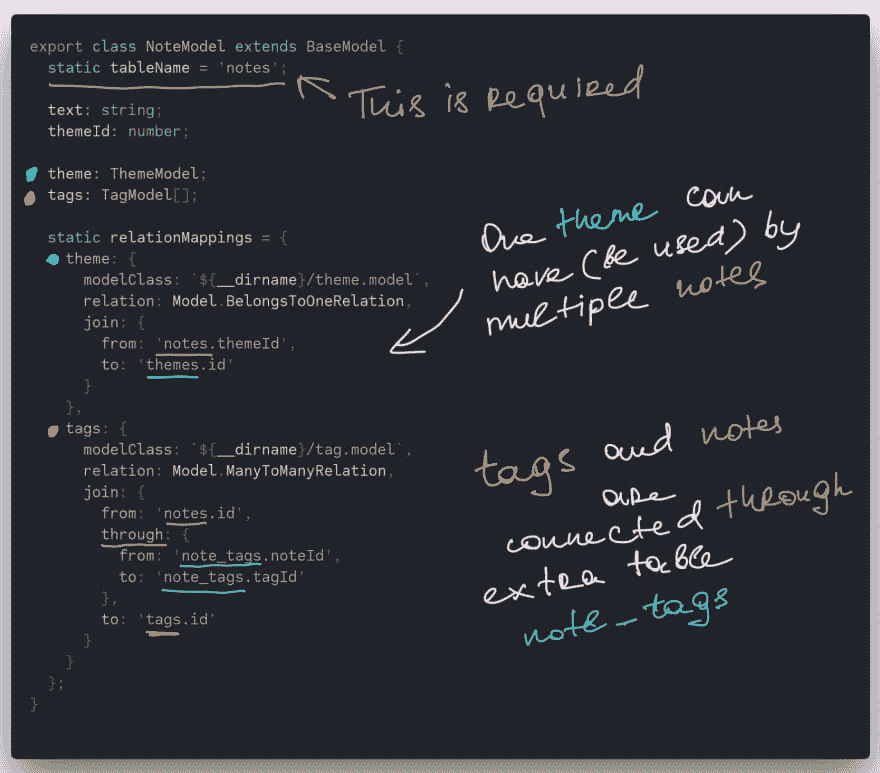 export class NoteModel extends BaseModel {
static tableName = 'notes';
This is required
text: string;
themeId: number;
theme: ThemeModel;
tags: TagModel[];
static relationMappings = {
theme: {
modelClass: `${__dirname}/theme.model`,
relation: Model.BelongsToOneRelation,
join: {
from: 'notes.themeId',
to: 'themes.id'
}
},
One theme can
have (be used) by
multiple notes
tags: {
modelClass: `${__dirname}/tag.model`,
relation: Model.ManyToManyRelation,
join: {
from: 'notes.id',
through: {
from: 'note_tags.noteId',
to: 'note_tags.tagId'
},
to: 'tags.id'
}
}
};
}
tags and notes
are
connected through
extra table
note_tags